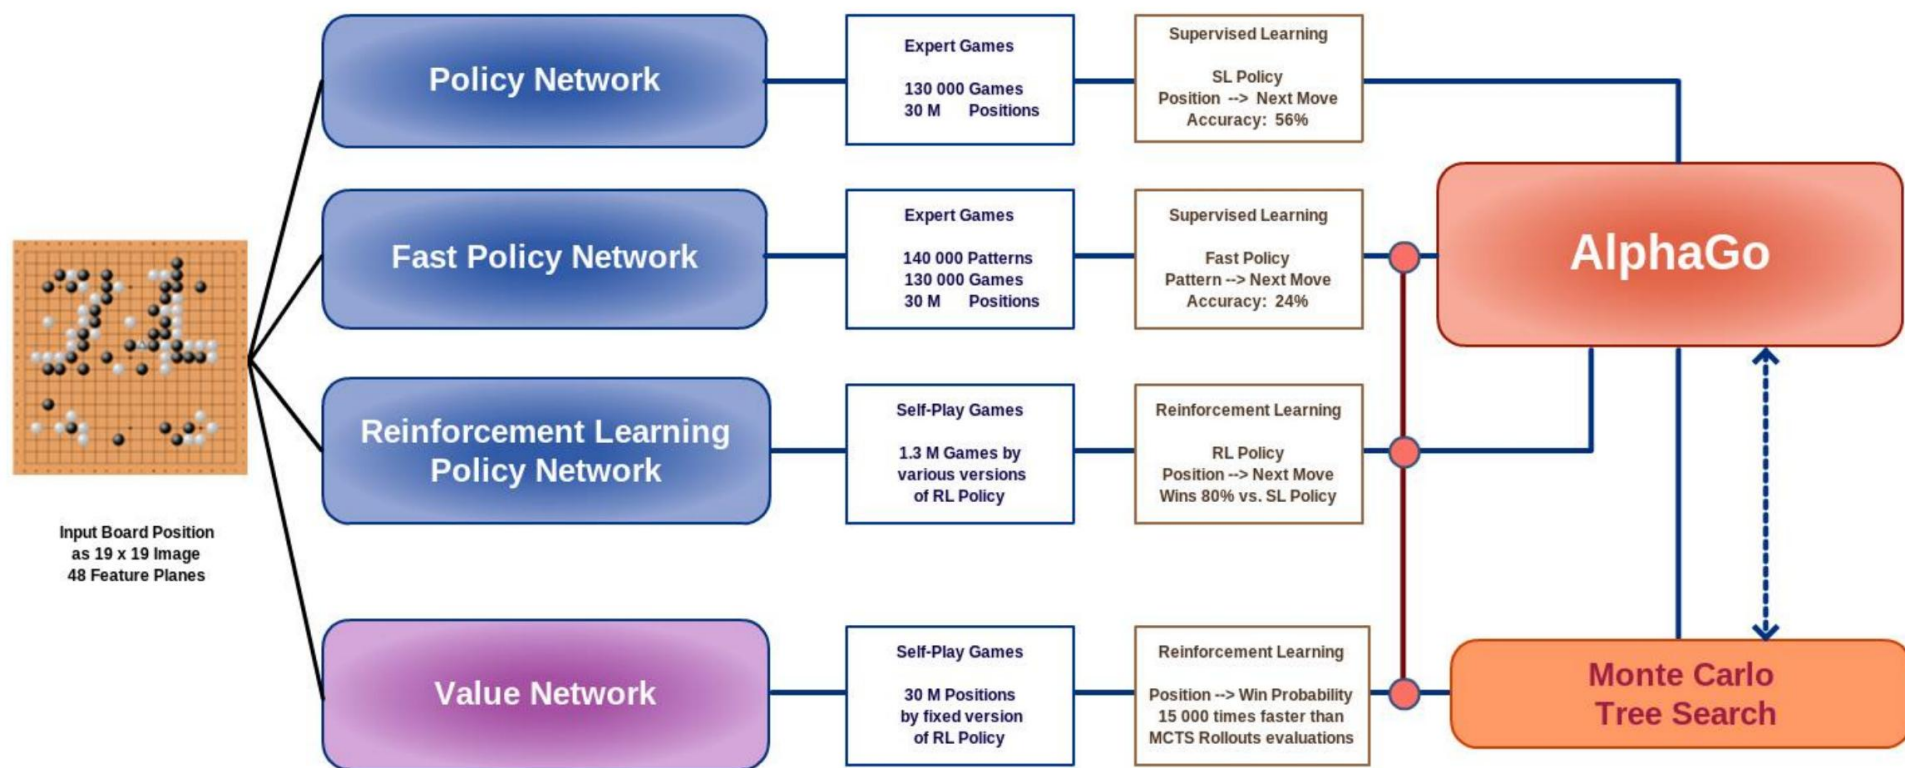 Policy Network
Expert Games
130 000 Games
30 M Positions
Supervised Learning
SL Policy
Position --> Next Move
Accuracy: 56%
Fast Policy Network
Expert Games
140 000 Patterns
130 000 Games
30 M Positions
Supervised Learning
Fast Policy
Pattern --> Next Move
Accuracy: 24%
AlphaGo
Reinforcement Learning
Policy Network
Self-Play Games
1.3 M Games by
various versions
of RL Policy
Reinforcement Learning
RL Policy
Position --> Next Move
Wins 80% vs. SL Policy
Input Board Position
as 19 x 19 Image
48 Feature Planes
Value Network
Self-Play Games
30 M Positions
by fixed version
of RL Policy
Reinforcement Learning
Position --> Win Probability
15 000 times faster than
MCTS Rollouts evaluations
Monte Carlo
Tree Search